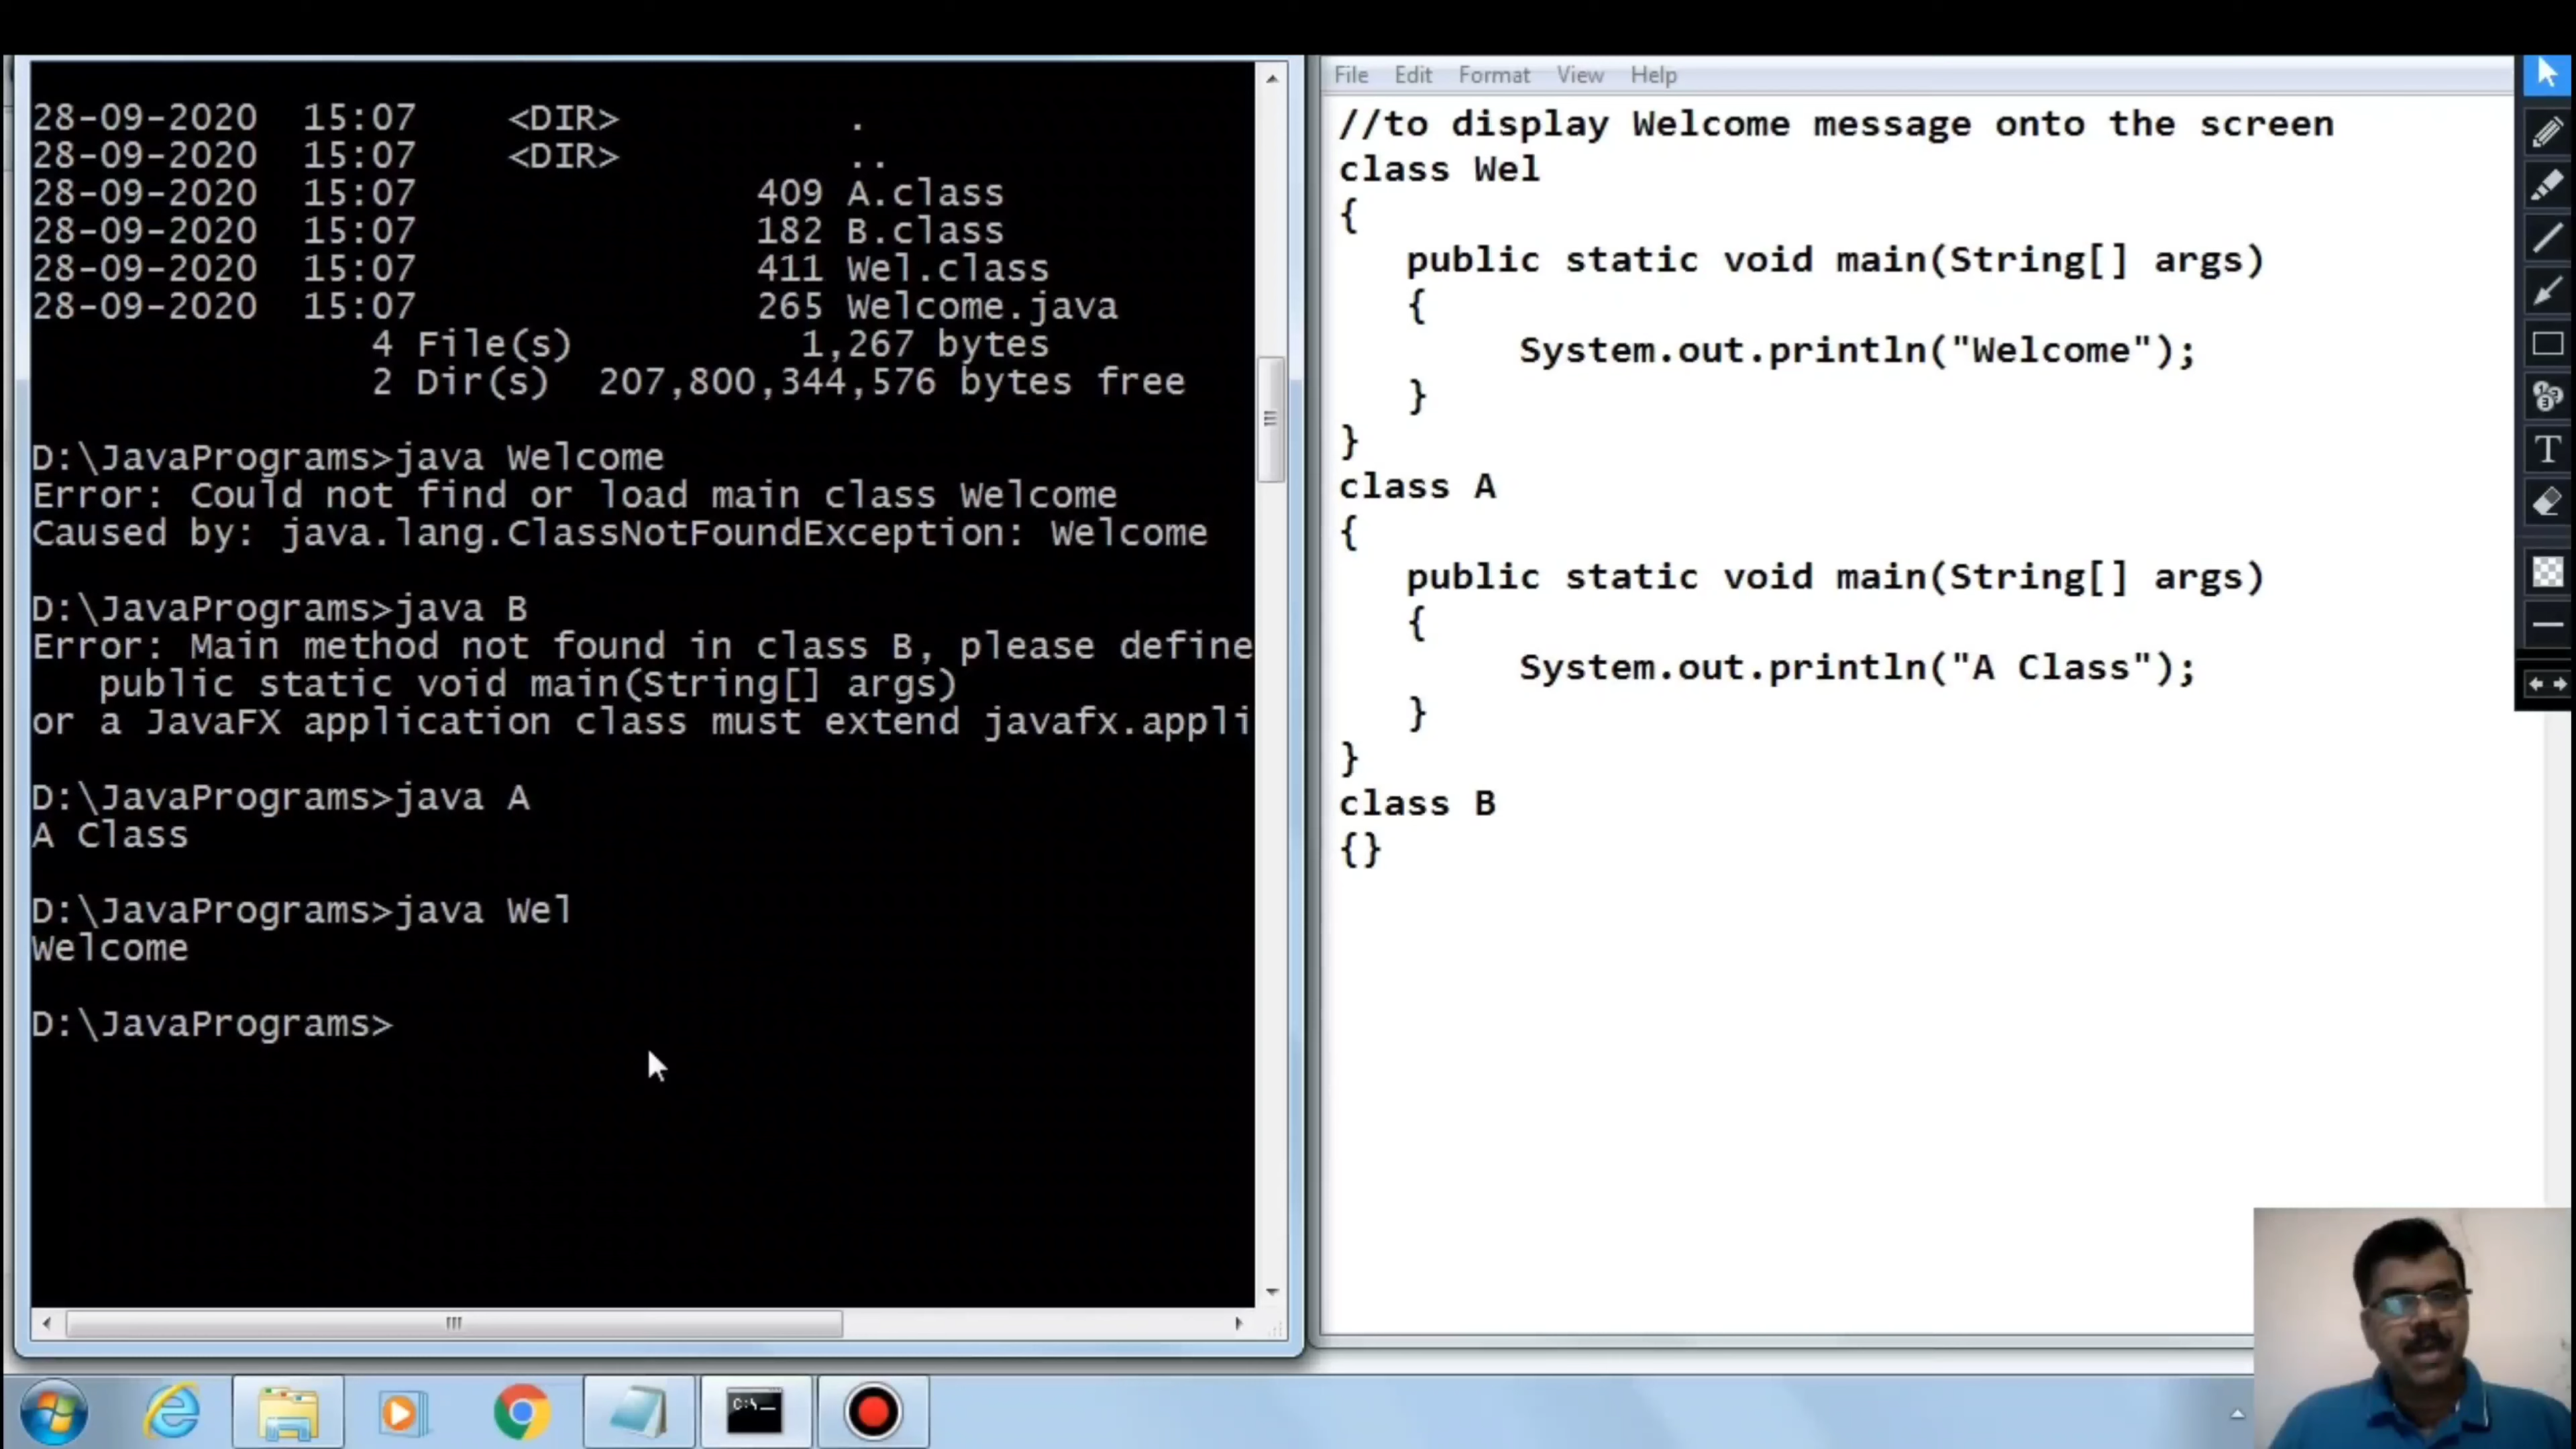 28-09-2020  15:07    <DIR>          .
28-09-2020  15:07    <DIR>          ..
28-09-2020  15:07               409 A.class
28-09-2020  15:07               182 B.class
28-09-2020  15:07               411 Wel.class
28-09-2020  15:07               265 Welcome.java
4 File(s)          1,267 bytes
2 Dir(s)  207,800,344,576 bytes free
D:\JavaPrograms>java Welcome
Error: Could not find or load main class Welcome
Caused by: java.lang.ClassNotFoundException: Welcome
D:\JavaPrograms>java B
Error: Main method not found in class B, please define
public static void main(String[] args)
or a JavaFX application class must extend javafx.appli
D:\JavaPrograms>java A
A Class
D:\JavaPrograms>java Wel
Welcome
D:\JavaPrograms>
File Edit Format View Help
//to display Welcome message onto the screen
class Wel
{
public static void main(String[] args)
{
System.out.println("Welcome");
}
}
class A
{
public static void main(String[] args)
{
System.out.println("A Class");
}
}
class B
{}
T
C:\_